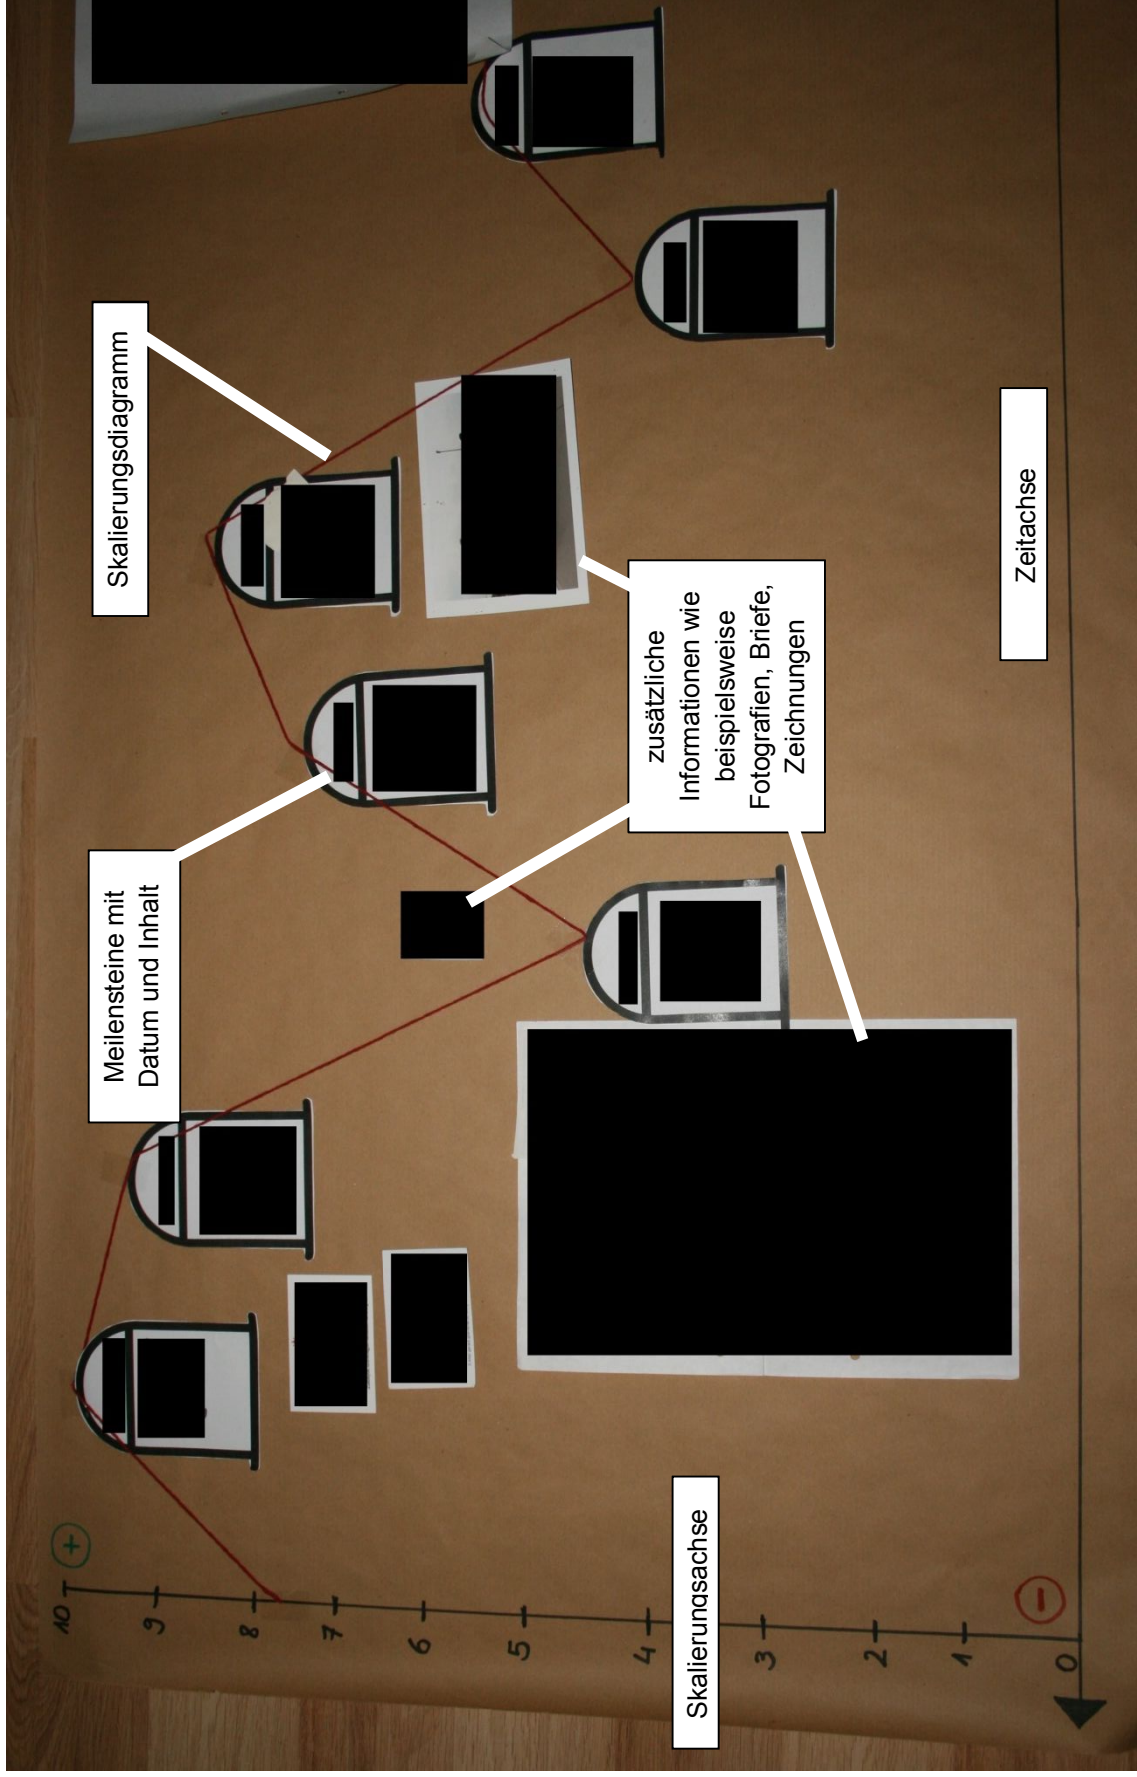 Skalierungsdiagramm
Meilensteine mit
Datum und Inhalt
zusätzliche
Informationen wie
beispielsweise
Fotografien, Briefe,
Zeichnungen
Zeitachse
Skalierungsachse
+
10
9
8
7
6
5
4
3
2
1
0
−